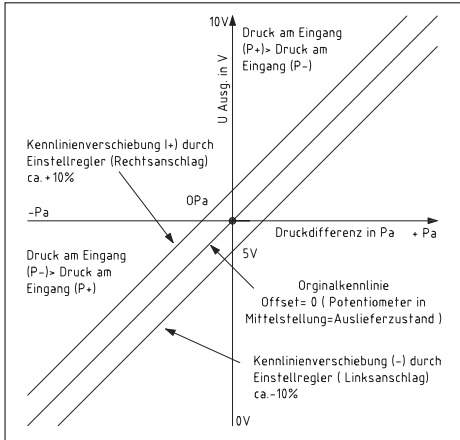 10V
U Ausg. in V
Druck am Eingang
(P+)> Druck am
Eingang (P-)
Kennlinienverschiebung I+) durch
Einstellregler (Rechtsanschlag)
ca.+10%
0Pa
-Pa
Druckdifferenz in Pa
+ Pa
5V
Druck am Eingang
(P-)> Druck am
Eingang (P+)
Orginalkennlinie
Offset= 0 ( Potentiometer in
Mittelstellung=Auslieferzustand )
Kennlinienverschiebung (-) durch
Einstellregler ( Linksanschlag)
ca.-10%
0V